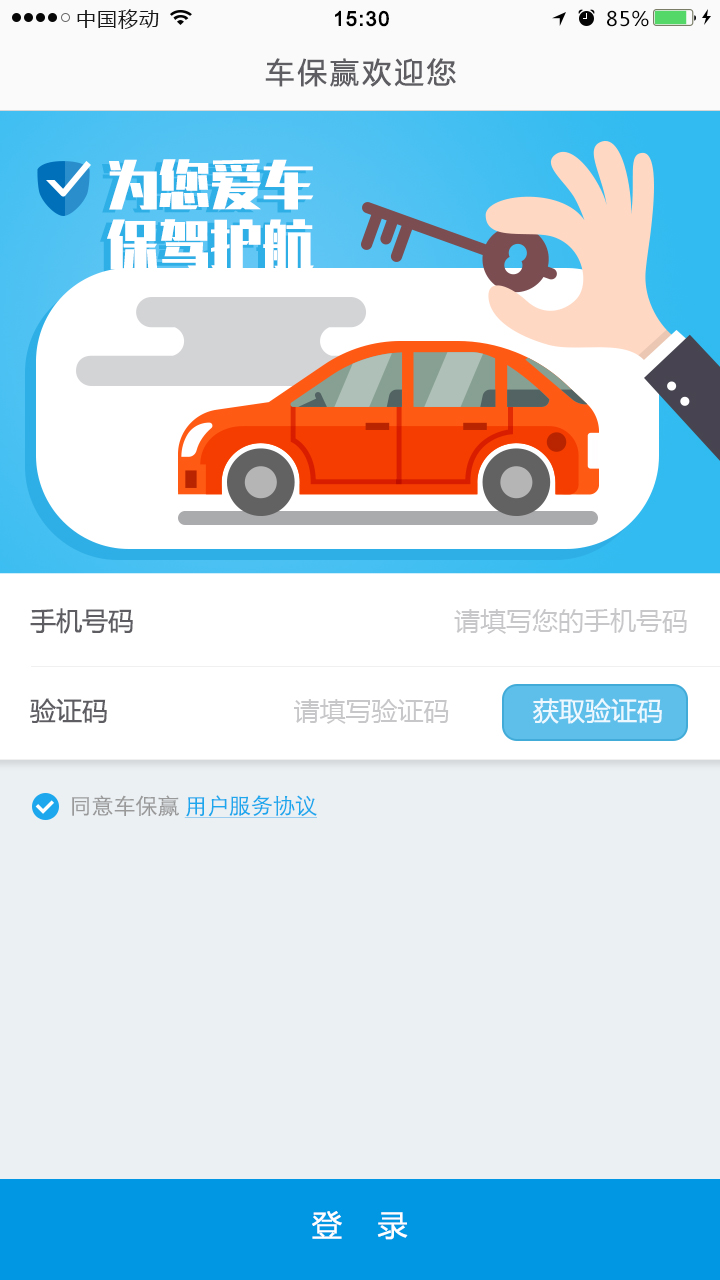 中国移动 15:30 85%
车保赢欢迎您
为您爱车
保驾护航
手机号码 请填写您的手机号码
验证码 请填写验证码 获取验证码
同意车保赢 用户服务协议
登 录